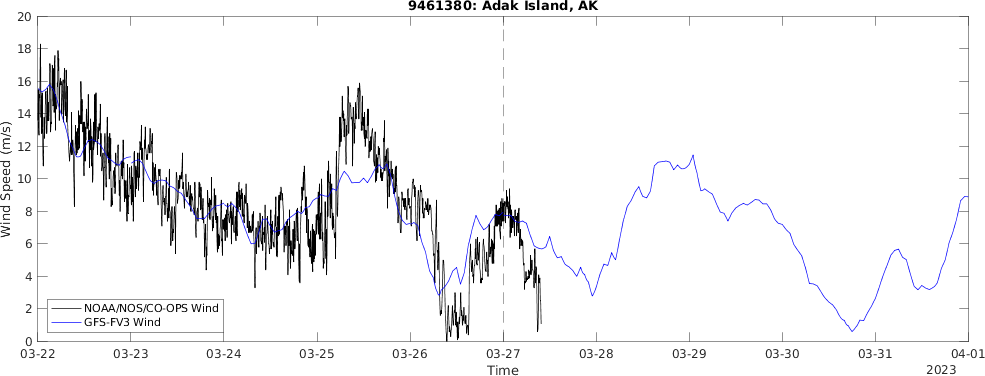 9461380: Adak Island, AK
20
18
16
14
12
10
8
6
4
2
0
Wind Speed (m/s)
NOAA/NOS/CO-OPS Wind
GFS-FV3 Wind
03-22 03-23 03-24 03-25 03-26 03-27 03-28 03-29 03-30 03-31 04-01
Time
2023